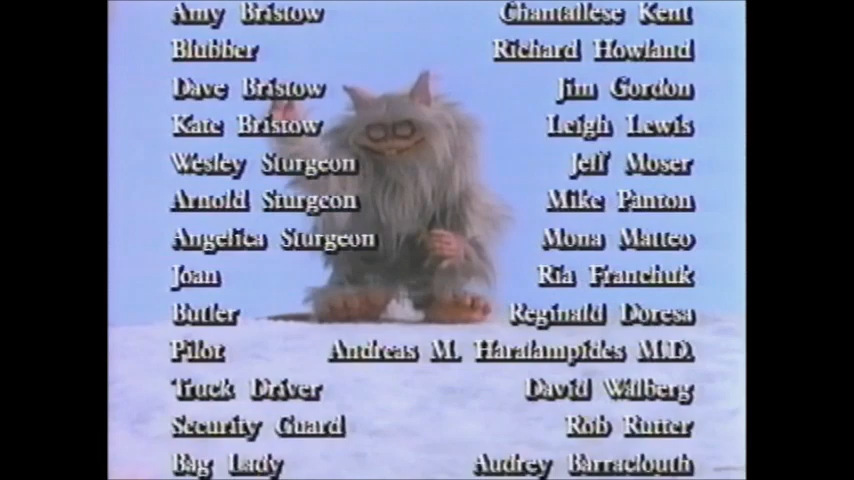 Amy Bristow Chantallese Kent
Blubber Richard Howland
Dave Bristow Jim Gordon
Kate Bristow Leigh Lewis
Wesley Sturgeon Jeff Moser
Arnold Sturgeon Mike Panton
Angelica Sturgeon Mona Matteo
Joan Ria Franchuk
Butler Reginald Doresa
Pilot Andreas M. Haralampides M.D.
Truck Driver David Walberg
Security Guard Rob Rutter
Bag Lady Audrey Barraclouth